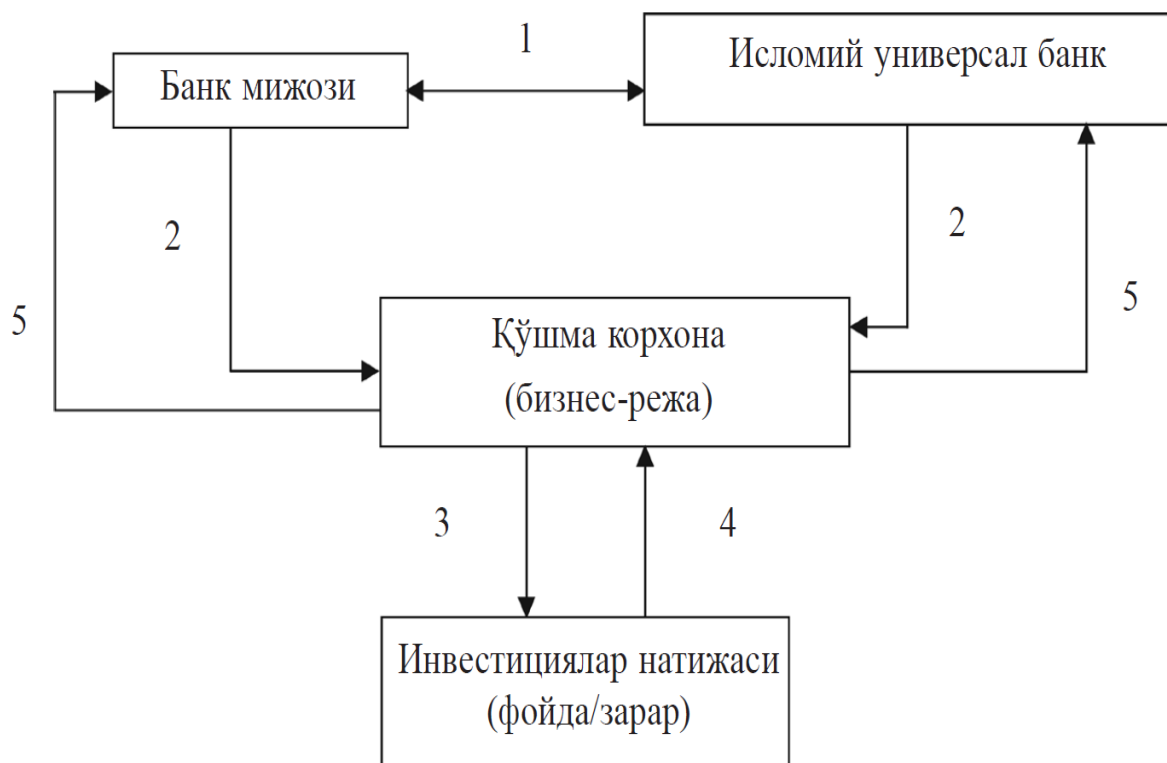 1
Банк мижози
Исломий универсал банк
2
2
5
5
Қўшма корхона
(бизнес-режа)
3
4
Инвестициялар натижаси
(фойда/зарар)